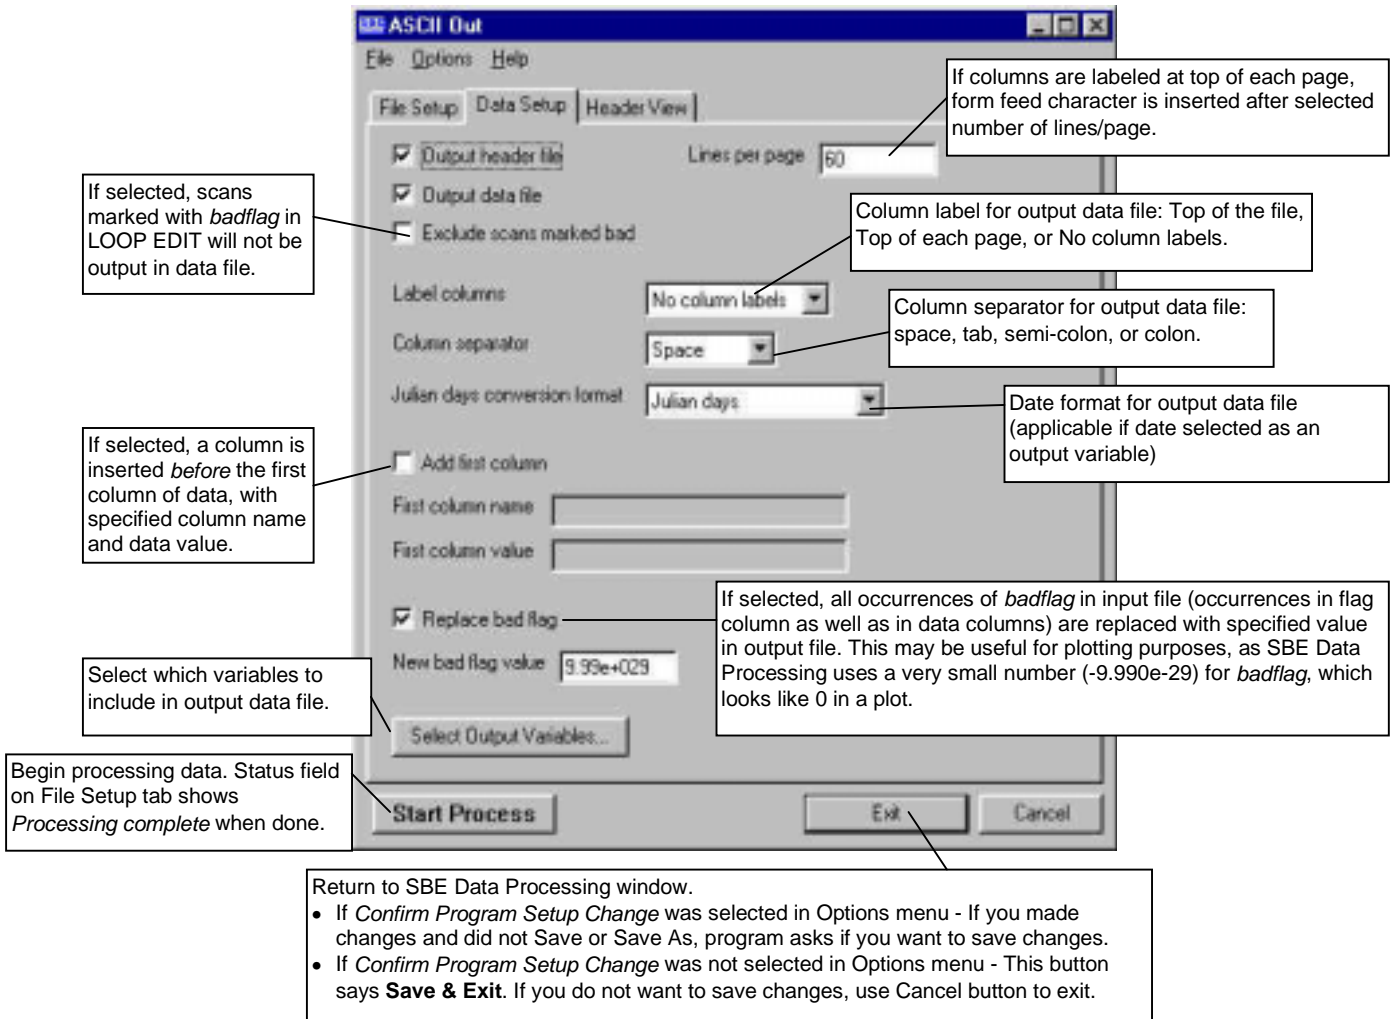 ASCII Out
File Options Help
If columns are labeled at top of each page,
form feed character is inserted after selected
number of lines/page.
File Setup Data Setup Header View
Output header file Lines per page 60
If selected, scans
marked with badflag in
LOOP EDIT will not be
output in data file.
Output data file
Exclude scans marked bad
Column label for output data file: Top of the file,
Top of each page, or No column labels.
Label columns No column labels
Column separator for output data file:
space, tab, semi-colon, or colon.
Column separator Space
Julian days conversion format Julian days
Date format for output data file
(applicable if date selected as an
output variable)
If selected, a column is
inserted before the first
column of data, with
specified column name
and data value.
Add first column
First column name
First column value
If selected, all occurrences of badflag in input file (occurrences in flag
column as well as in data columns) are replaced with specified value
in output file. This may be useful for plotting purposes, as SBE Data
Processing uses a very small number (-9.990e-29) for badflag, which
looks like 0 in a plot.
Replace bad flag
New bad flag value 9.99e+029
Select which variables to
include in output data file.
Select Output Variables...
Begin processing data. Status field
on File Setup tab shows
Processing complete when done.
Start Process Exit Cancel
Return to SBE Data Processing window.
• If Confirm Program Setup Change was selected in Options menu - If you made
changes and did not Save or Save As, program asks if you want to save changes.
• If Confirm Program Setup Change was not selected in Options menu - This button
says Save & Exit. If you do not want to save changes, use Cancel button to exit.